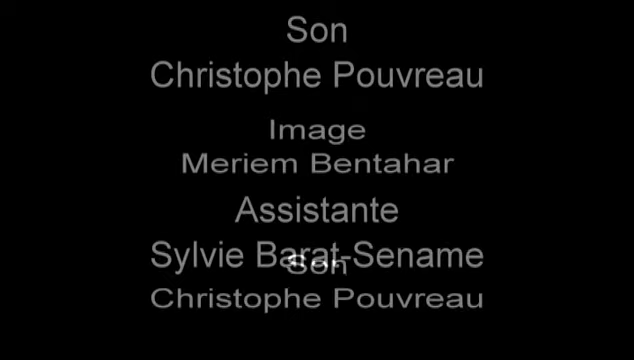 Son
Christophe Pouvreau
Image
Meriem Bentahar
Assistante
Sylvie Barat-Sename
Son
Christophe Pouvreau